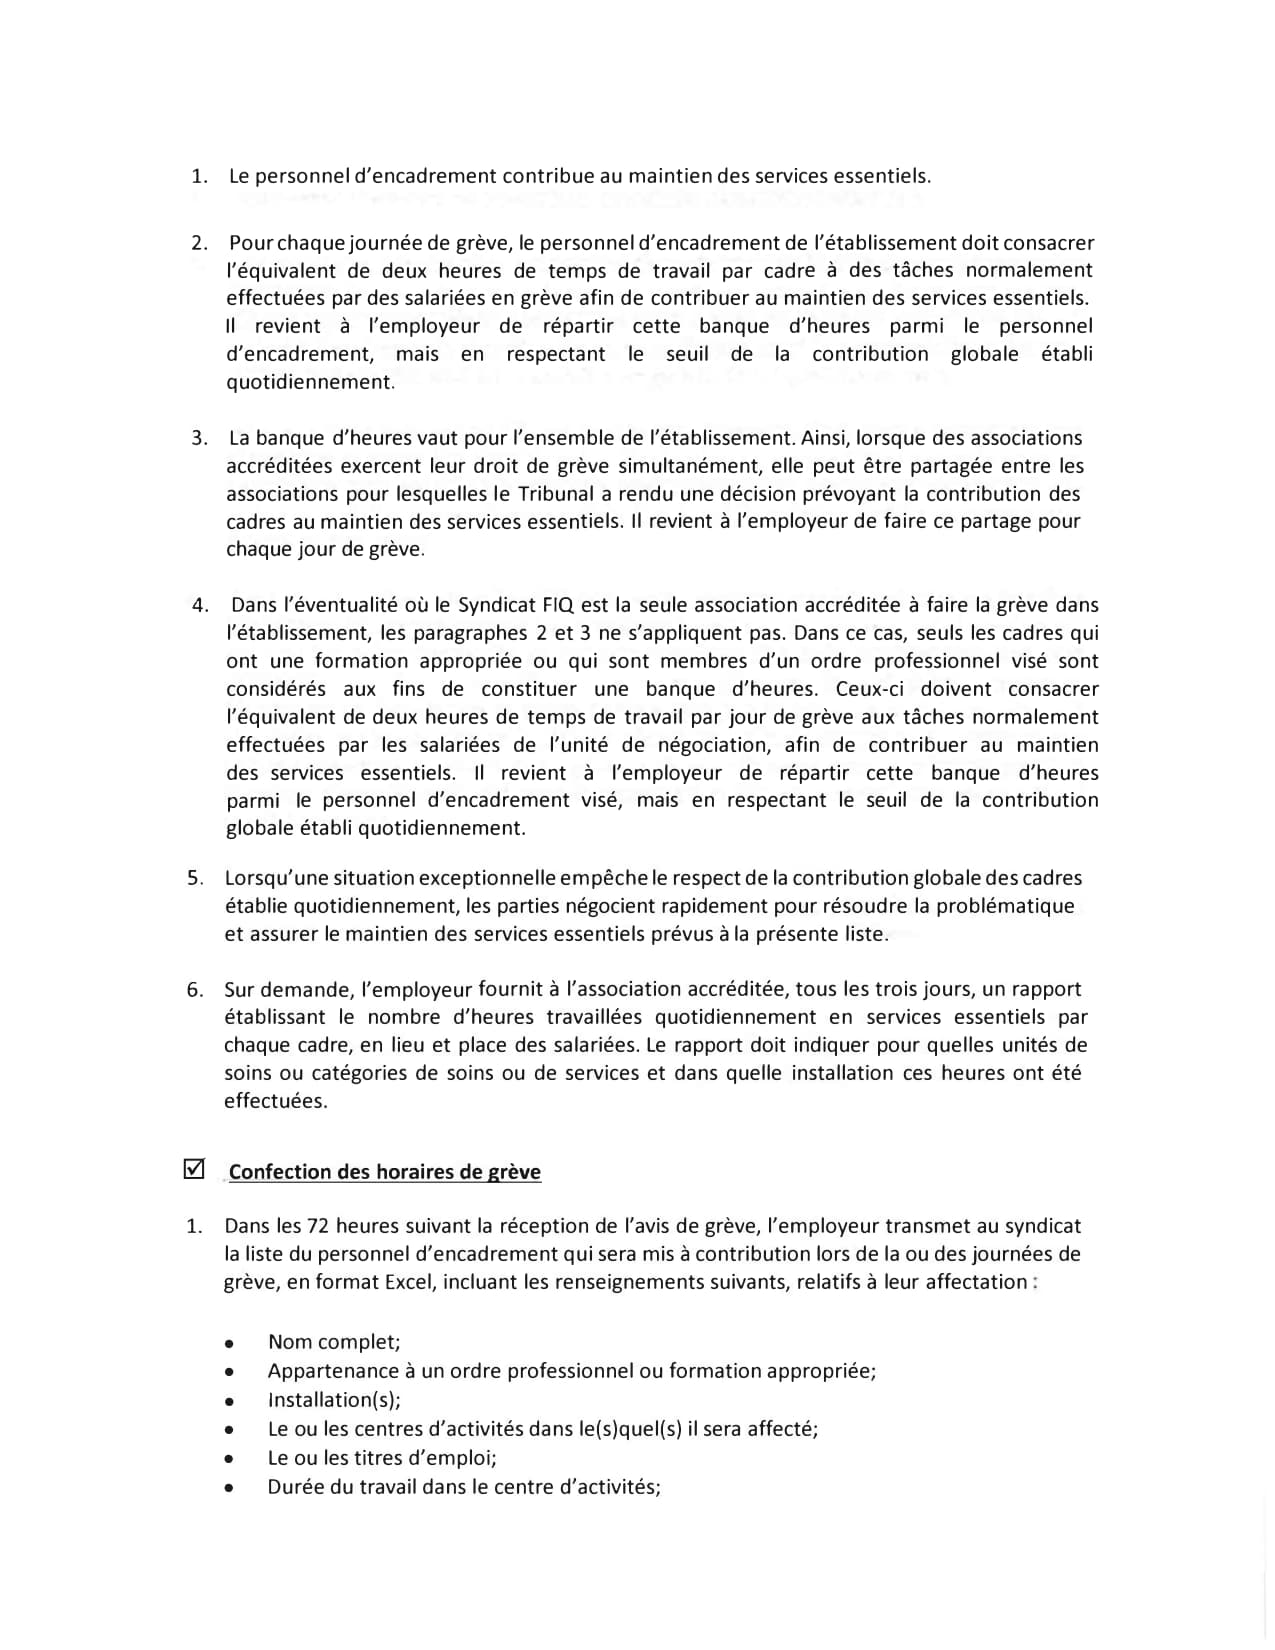 1. Le personnel d’encadrement contribue au maintien des services essentiels.
2. Pour chaque journée de grève, le personnel d’encadrement de l’établissement doit consacrer
l’équivalent de deux heures de temps de travail par cadre à des tâches normalement
effectuées par des salariées en grève afin de contribuer au maintien des services essentiels.
Il revient à l’employeur de répartir cette banque d’heures parmi le personnel
d’encadrement, mais en respectant le seuil de la contribution globale établi
quotidiennement.
3. La banque d’heures vaut pour l’ensemble de l’établissement. Ainsi, lorsque des associations
accréditées exercent leur droit de grève simultanément, elle peut être partagée entre les
associations pour lesquelles le Tribunal a rendu une décision prévoyant la contribution des
cadres au maintien des services essentiels. Il revient à l’employeur de faire ce partage pour
chaque jour de grève.
4. Dans l’éventualité où le Syndicat FIQ est la seule association accréditée à faire la grève dans
l’établissement, les paragraphes 2 et 3 ne s’appliquent pas. Dans ce cas, seuls les cadres qui
ont une formation appropriée ou qui sont membres d’un ordre professionnel visé sont
considérés aux fins de constituer une banque d’heures. Ceux-ci doivent consacrer
l’équivalent de deux heures de temps de travail par jour de grève aux tâches normalement
effectuées par les salariées de l’unité de négociation, afin de contribuer au maintien
des services essentiels. Il revient à l’employeur de répartir cette banque d’heures
parmi le personnel d’encadrement visé, mais en respectant le seuil de la contribution
globale établi quotidiennement.
5. Lorsqu’une situation exceptionnelle empêche le respect de la contribution globale des cadres
établie quotidiennement, les parties négocient rapidement pour résoudre la problématique
et assurer le maintien des services essentiels prévus à la présente liste.
6. Sur demande, l’employeur fournit à l’association accréditée, tous les trois jours, un rapport
établissant le nombre d’heures travaillées quotidiennement en services essentiels par
chaque cadre, en lieu et place des salariées. Le rapport doit indiquer pour quelles unités de
soins ou catégories de soins ou de services et dans quelle installation ces heures ont été
effectuées.
☑ Confection des horaires de grève
1. Dans les 72 heures suivant la réception de l’avis de grève, l’employeur transmet au syndicat
la liste du personnel d’encadrement qui sera mis à contribution lors de la ou des journées de
grève, en format Excel, incluant les renseignements suivants, relatifs à leur affectation :
• Nom complet;
• Appartenance à un ordre professionnel ou formation appropriée;
• Installation(s);
• Le ou les centres d’activités dans le(s)quel(s) il sera affecté;
• Le ou les titres d’emploi;
• Durée du travail dans le centre d’activités;